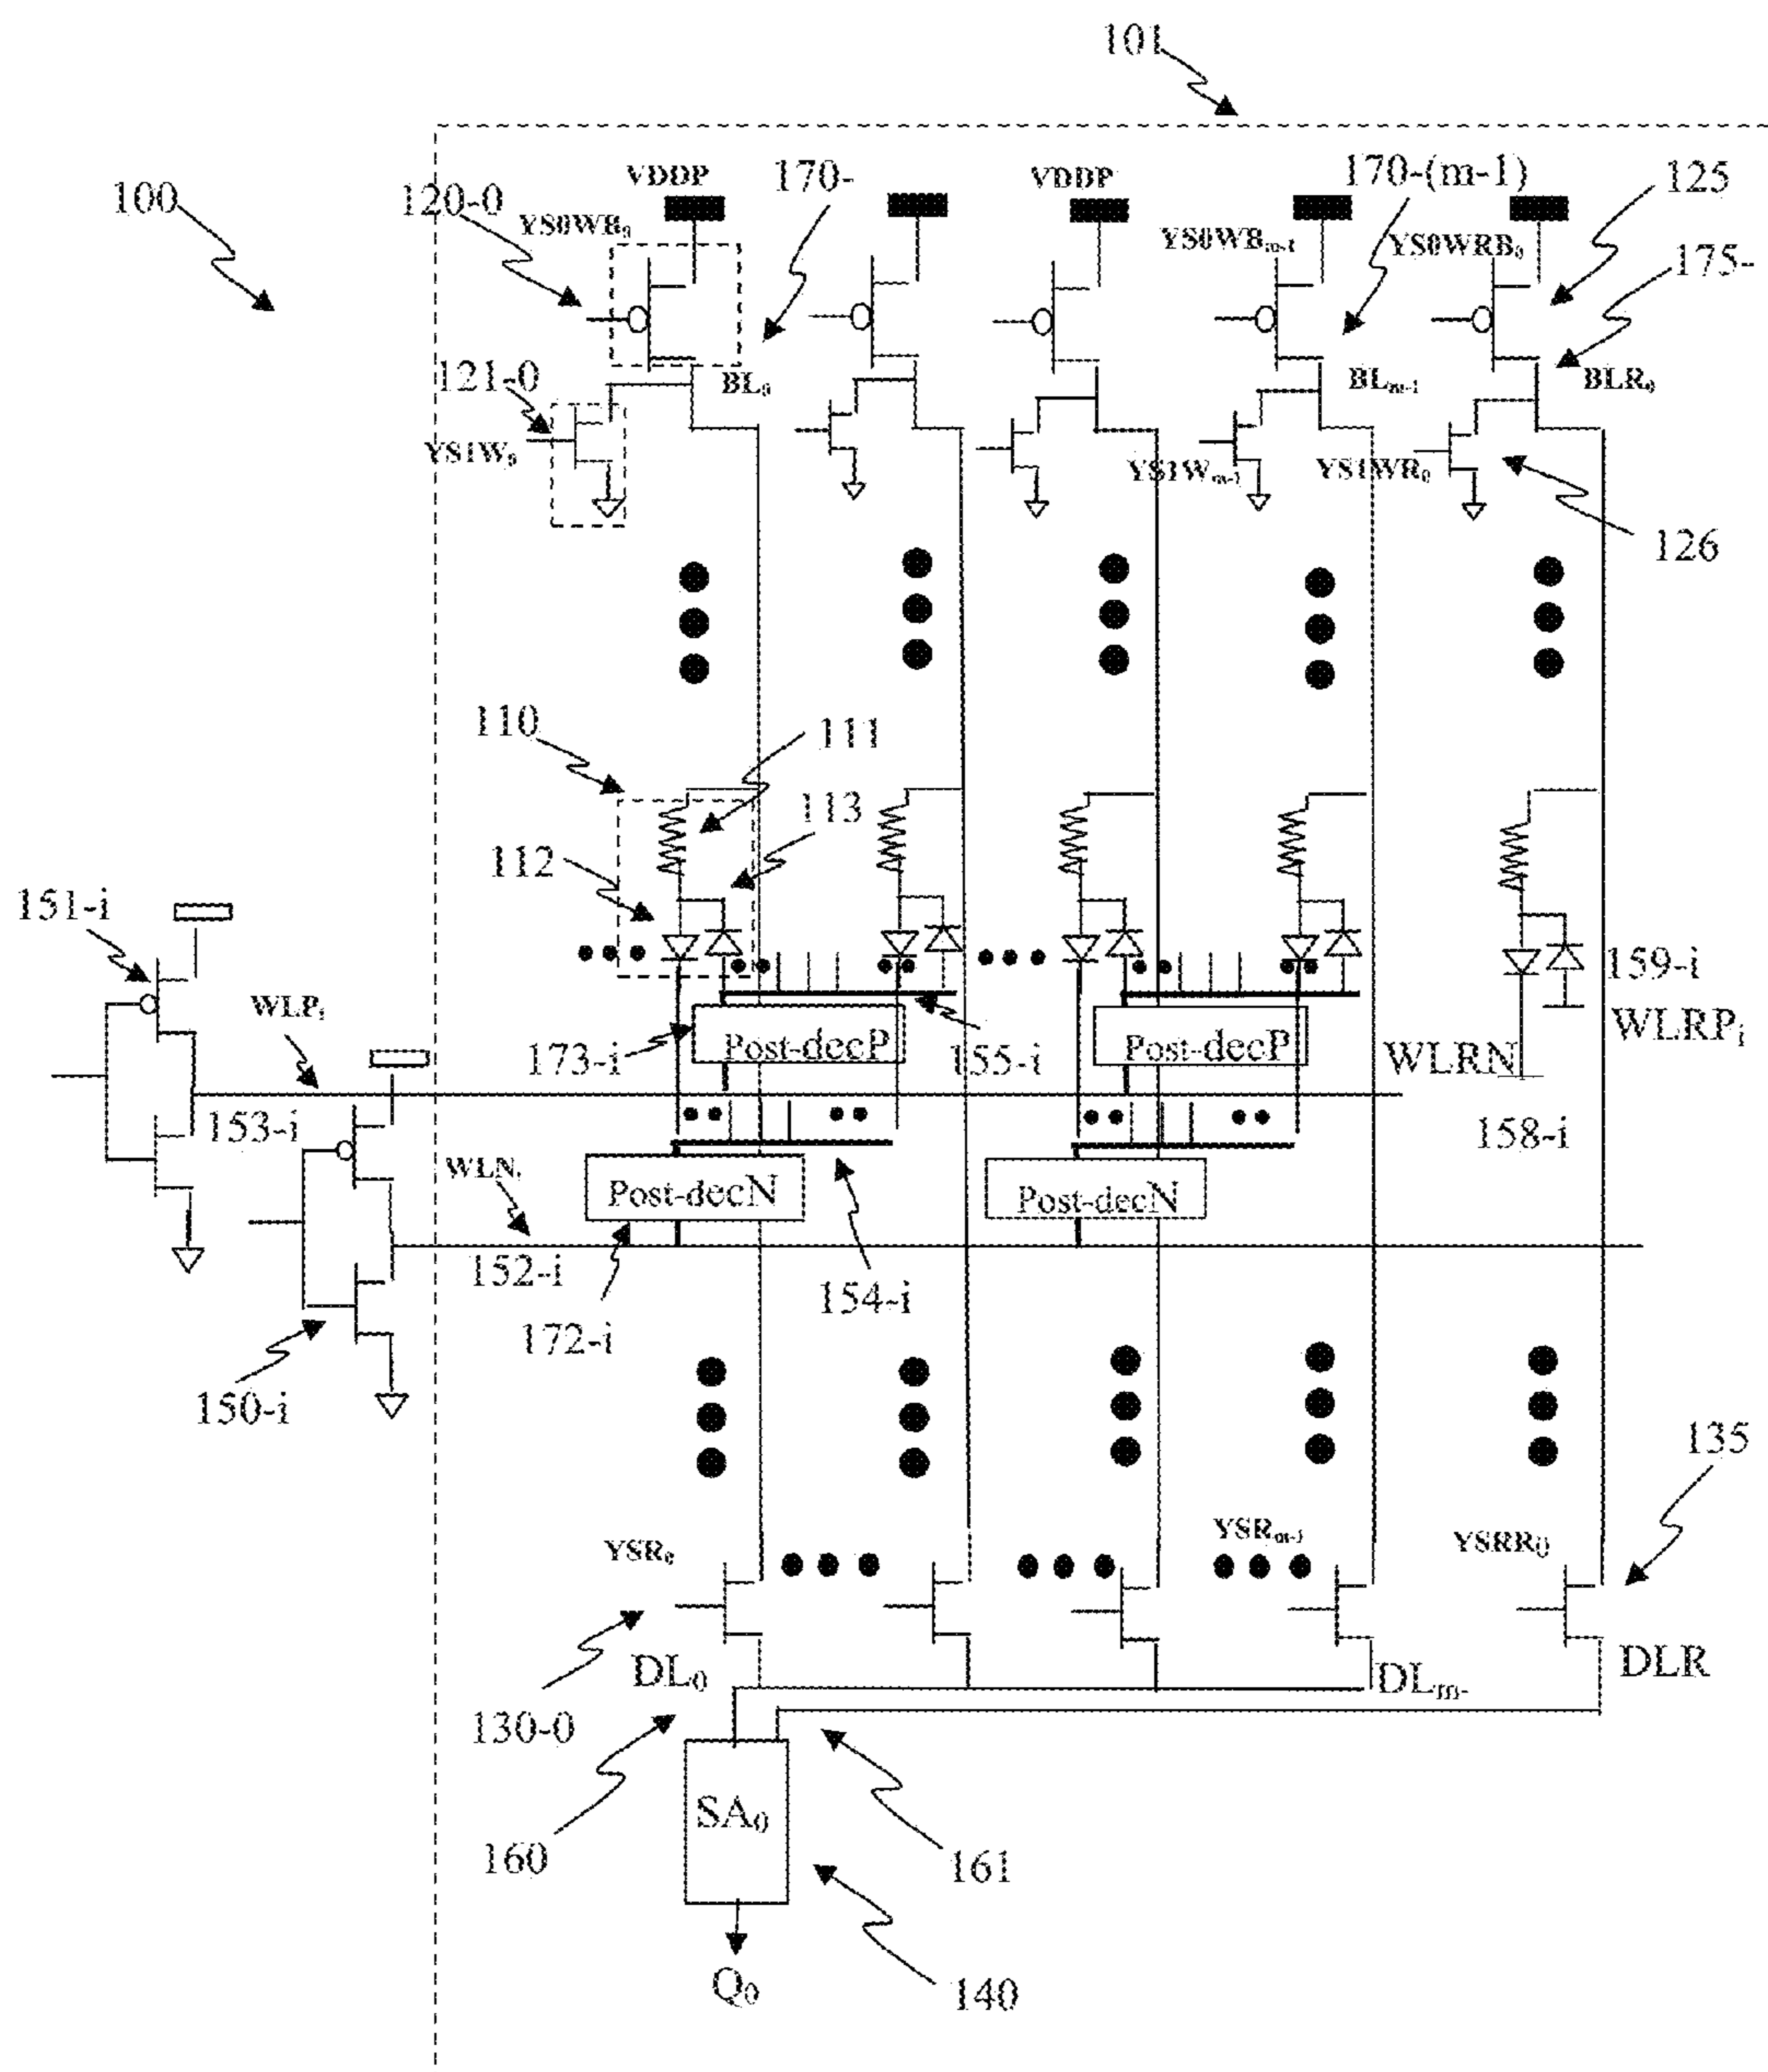 101
100
120-0
VDDP
170-
VDDP
170-(m-1)
125
YS0WB₀
YS0WBₘ₋₁
YS0WRB₀
175-
121-0
BL₀
BLₘ₋₁
BLR₀
YS1W₀
YS1Wₘ₋₁
YS1WR₀
126
110
111
113
112
151-i
159-i
WLPᵢ
WLRPᵢ
173-i
Post-decP
155-i
Post-decP
WLRN
153-i
158-i
WLNᵢ
Post-decN
Post-decN
152-i
154-i
172-i
150-i
135
YSR₀
YSRₘ₋₁
YSRR₀
DL₀
DLₘ₋
DLR
130-0
SA₀
160
161
Q₀
140